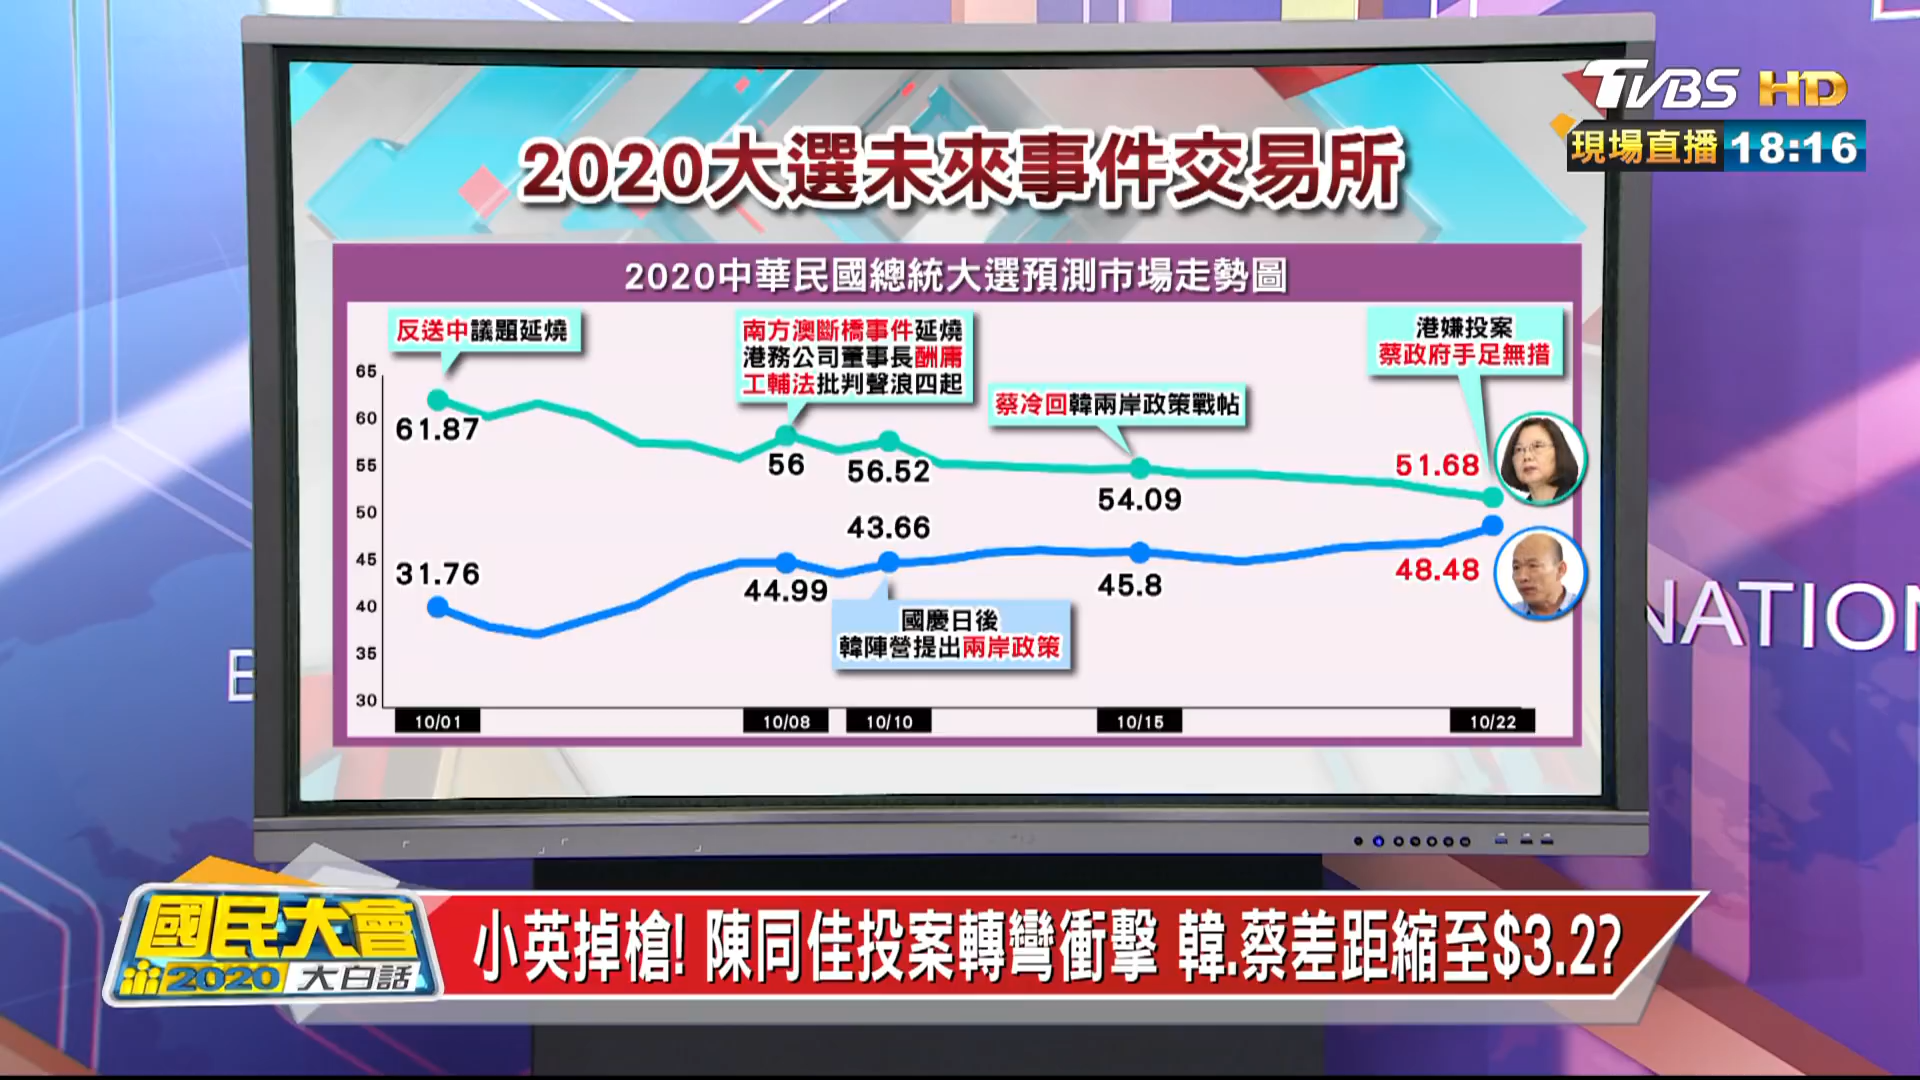 TVBS HD
現場直播 18:16
2020大選未來事件交易所
2020中華民國總統大選預測市場走勢圖
反送中議題延燒
南方澳斷橋事件延燒
港務公司董事長酬庸
工輔法批判聲浪四起
蔡冷回韓兩岸政策戰帖
港嫌投案
蔡政府手足無措
65
60
55
50
45
40
35
30
61.87
56
56.52
54.09
51.68
31.76
44.99
43.66
45.8
48.48
國慶日後
韓陣營提出兩岸政策
10/01
10/08
10/10
10/15
10/22
NATION
國民大會
2020 大白話
小英掉槍! 陳同佳投案轉彎衝擊 韓.蔡差距縮至$3.2?